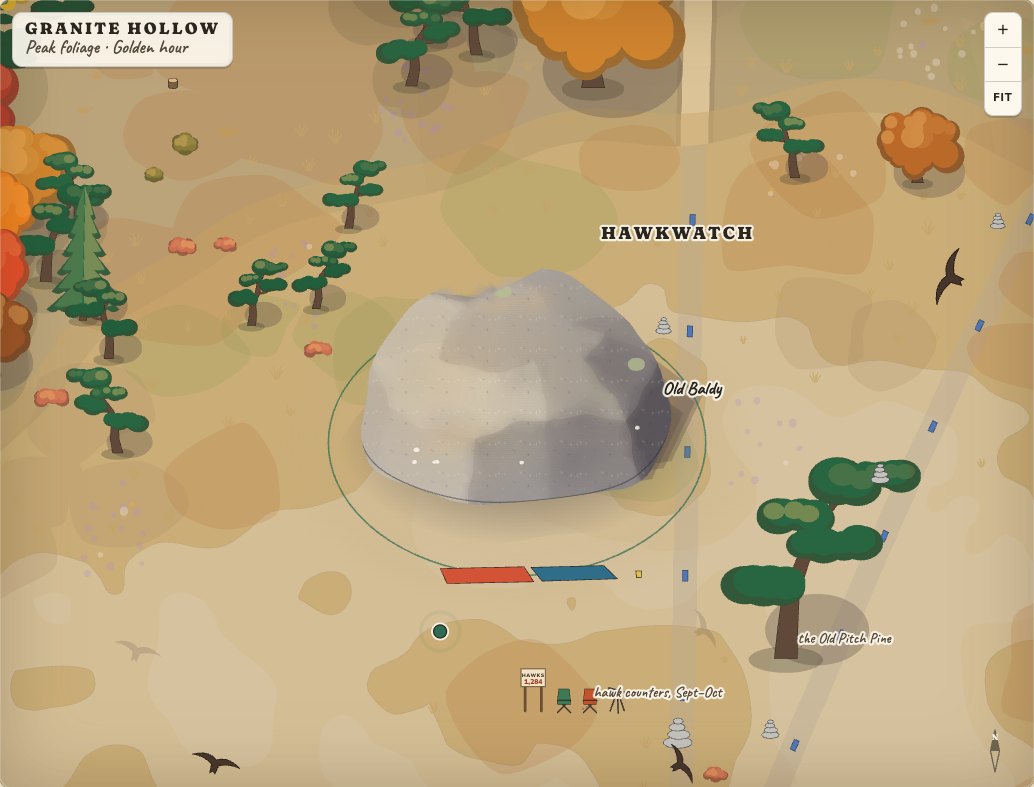 GRANITE HOLLOW
Peak foliage · Golden hour
+
−
FIT
HAWKWATCH
Old Baldy
the Old Pitch Pine
HAWKS
1,284
hawk counters, Sept–Oct
N